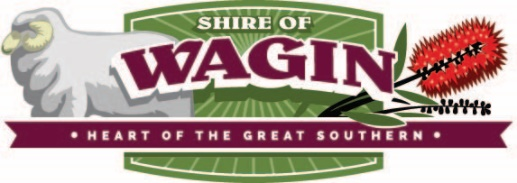 SHIRE OF
WAGIN
• HEART OF THE GREAT SOUTHERN •